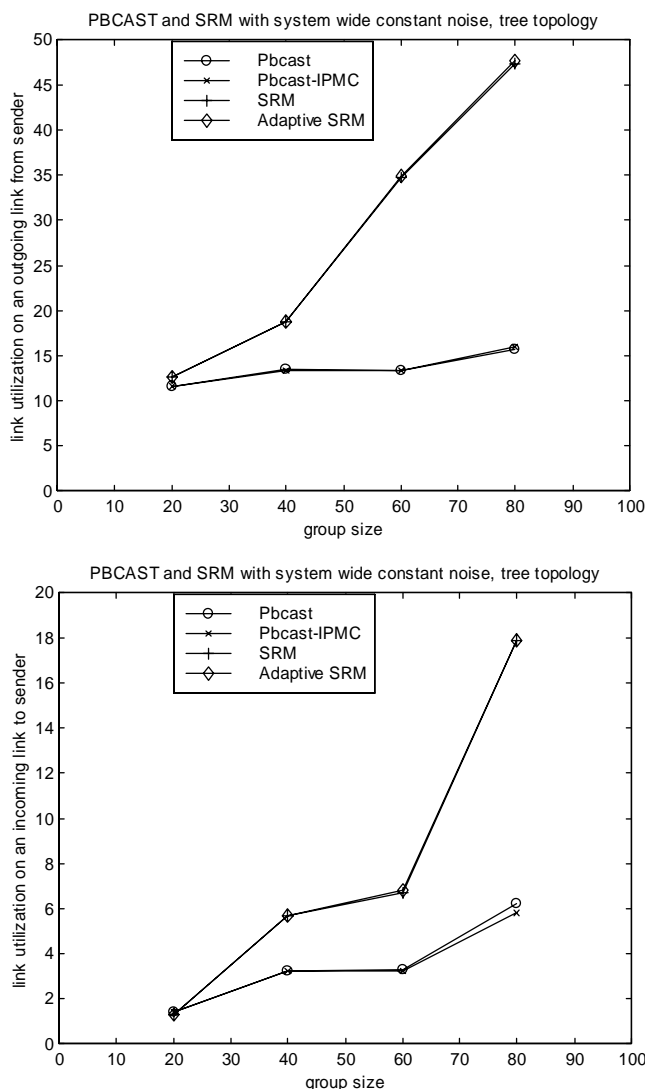 PBCAST and SRM with system wide constant noise, tree topology
50
45
40
35
30
25
20
15
10
5
0
link utilization on an outgoing link from sender
Pbcast
Pbcast-IPMC
SRM
Adaptive SRM
0 10 20 30 40 50 60 70 80 90 100
group size
PBCAST and SRM with system wide constant noise, tree topology
20
18
16
14
12
10
8
6
4
2
0
link utilization on an incoming link to sender
Pbcast
Pbcast-IPMC
SRM
Adaptive SRM
0 10 20 30 40 50 60 70 80 90 100
group size